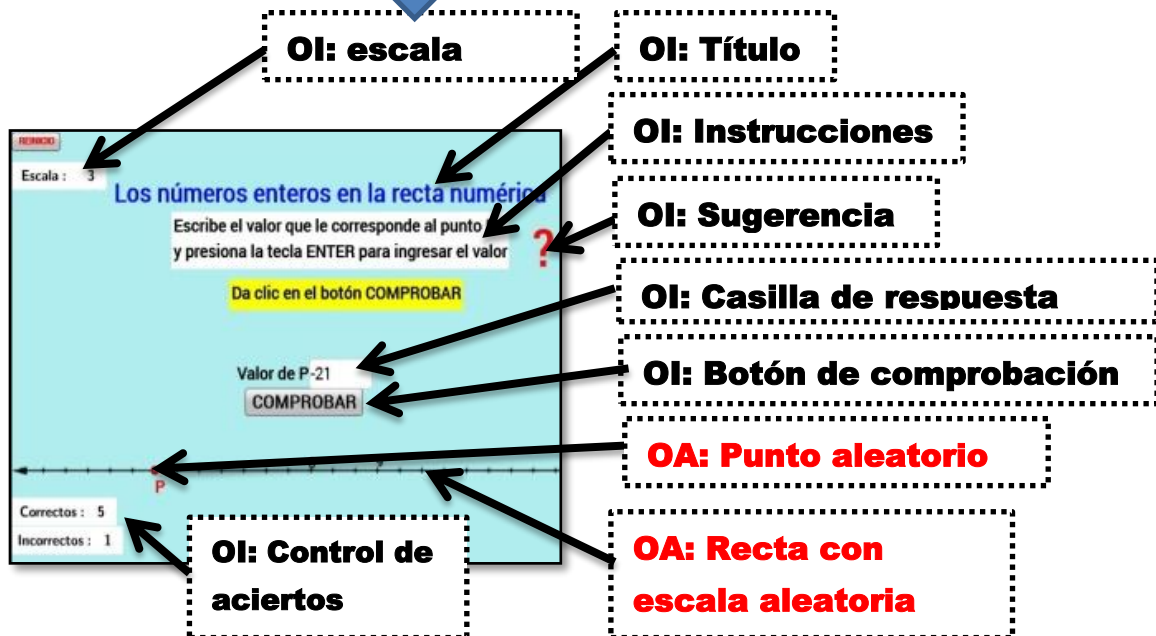 OI: escala
OI: Título
OI: Instrucciones
OI: Sugerencia
OI: Casilla de respuesta
OI: Botón de comprobación
OA: Punto aleatorio
OA: Recta con
escala aleatoria
OI: Control de
aciertos
REINICIO
Escala : 3
Los números enteros en la recta numérica
Escribe el valor que le corresponde al punto
y presiona la tecla ENTER para ingresar el valor
?
Da clic en el botón COMPROBAR
Valor de P -21
COMPROBAR
P
Correctos : 5
Incorrectos : 1